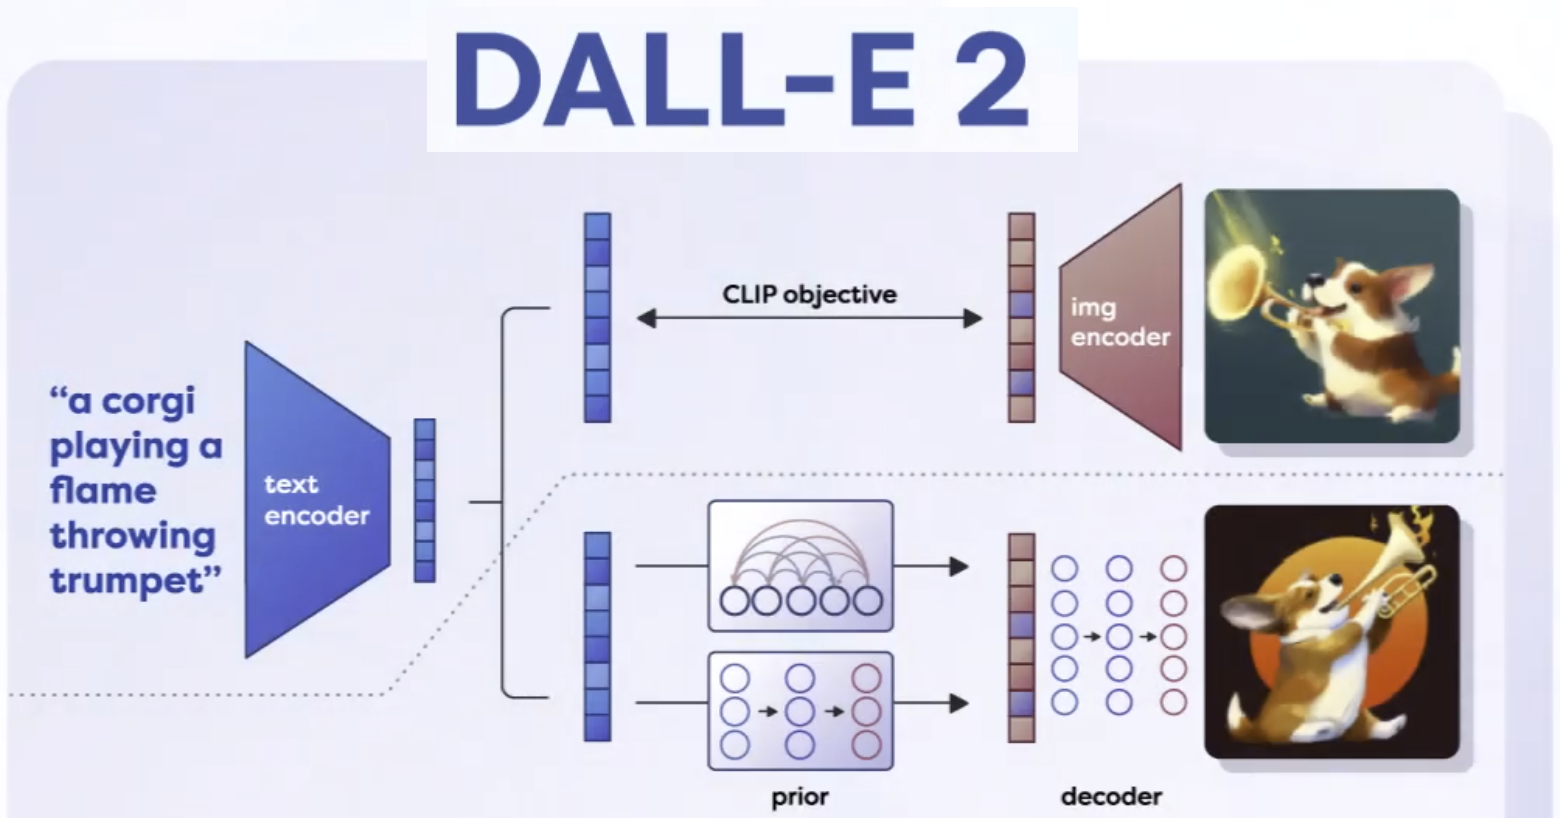 DALL-E 2
CLIP objective
img
encoder
“a corgi
playing a
flame
throwing
trumpet”
text
encoder
prior
decoder